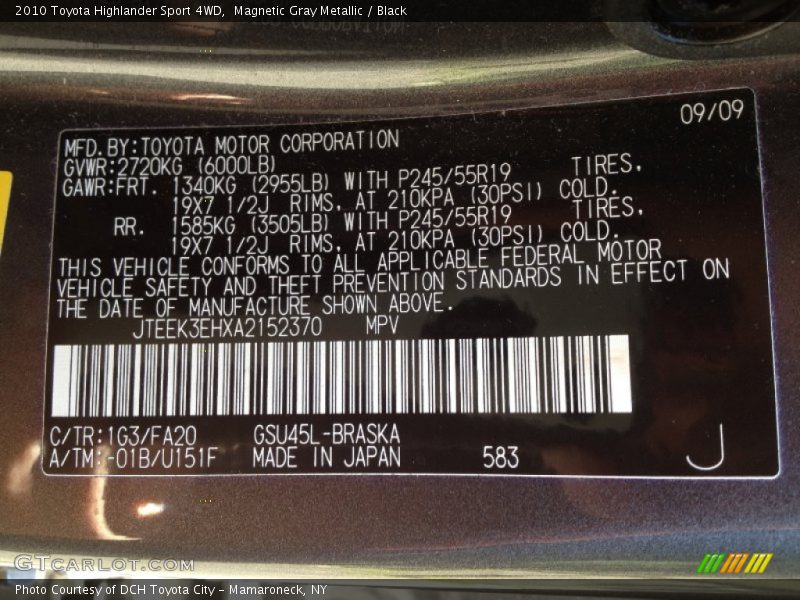 2010 Toyota Highlander Sport 4WD, Magnetic Gray Metallic / Black
09/09
MFD. BY: TOYOTA MOTOR CORPORATION
GVWR: 2720KG (6000LB)
GAWR: FRT. 1340KG (2955LB) WITH P245/55R19 TIRES,
19X7 1/2J RIMS, AT 210KPA (30PSI) COLD.
RR. 1585KG (3505LB) WITH P245/55R19 TIRES,
19X7 1/2J RIMS, AT 210KPA (30PSI) COLD.
THIS VEHICLE CONFORMS TO ALL APPLICABLE FEDERAL MOTOR
VEHICLE SAFETY AND THEFT PREVENTION STANDARDS IN EFFECT ON
THE DATE OF MANUFACTURE SHOWN ABOVE.
JTEEK3EHXA2152370 MPV
C/TR: 1G3/FA20 GSU45L-BRASKA
A/TM: -01B/U151F MADE IN JAPAN 583 J
GTCARLOT.COM
Photo Courtesy of DCH Toyota City - Mamaroneck, NY